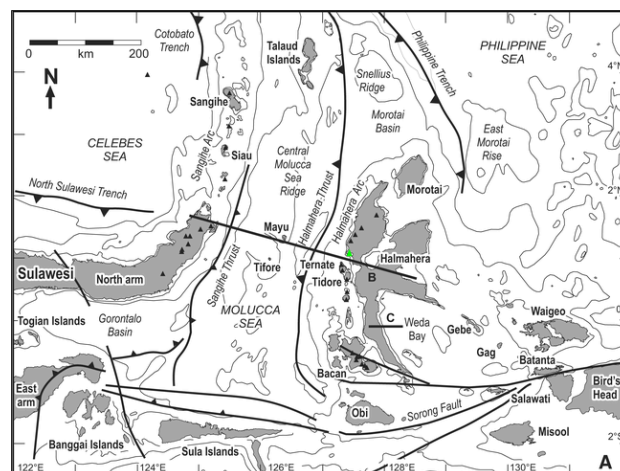 Cotobato
Trench
Talaud
Islands
Philippine Trench
PHILIPPINE
SEA
0
200
km
4°N
N
Snellius
Ridge
Sangihe
Morotai
Basin
East
Morotai
Rise
CELEBES
SEA
Sangihe Arc
Siau
Central
Molucca
Sea
Ridge
Halmahera Thrust
Halmahera Arc
Morotai
2°N
North Sulawesi Trench
Mayu
Sangihe Thrust
Tifore
Ternate
Tidore
Halmahera
B
Sulawesi
North arm
0°
MOLUCCA
SEA
C
Weda
Bay
Gebe
Waigeo
Togian Islands
Gorontalo
Basin
Gag
Batanta
Bacan
East
arm
Bird's
Head
Obi
Sorong Fault
Salawati
Banggai Islands
Sula Islands
Misool
122°E
124°E
126°E
128°E
130°E
2°S
A